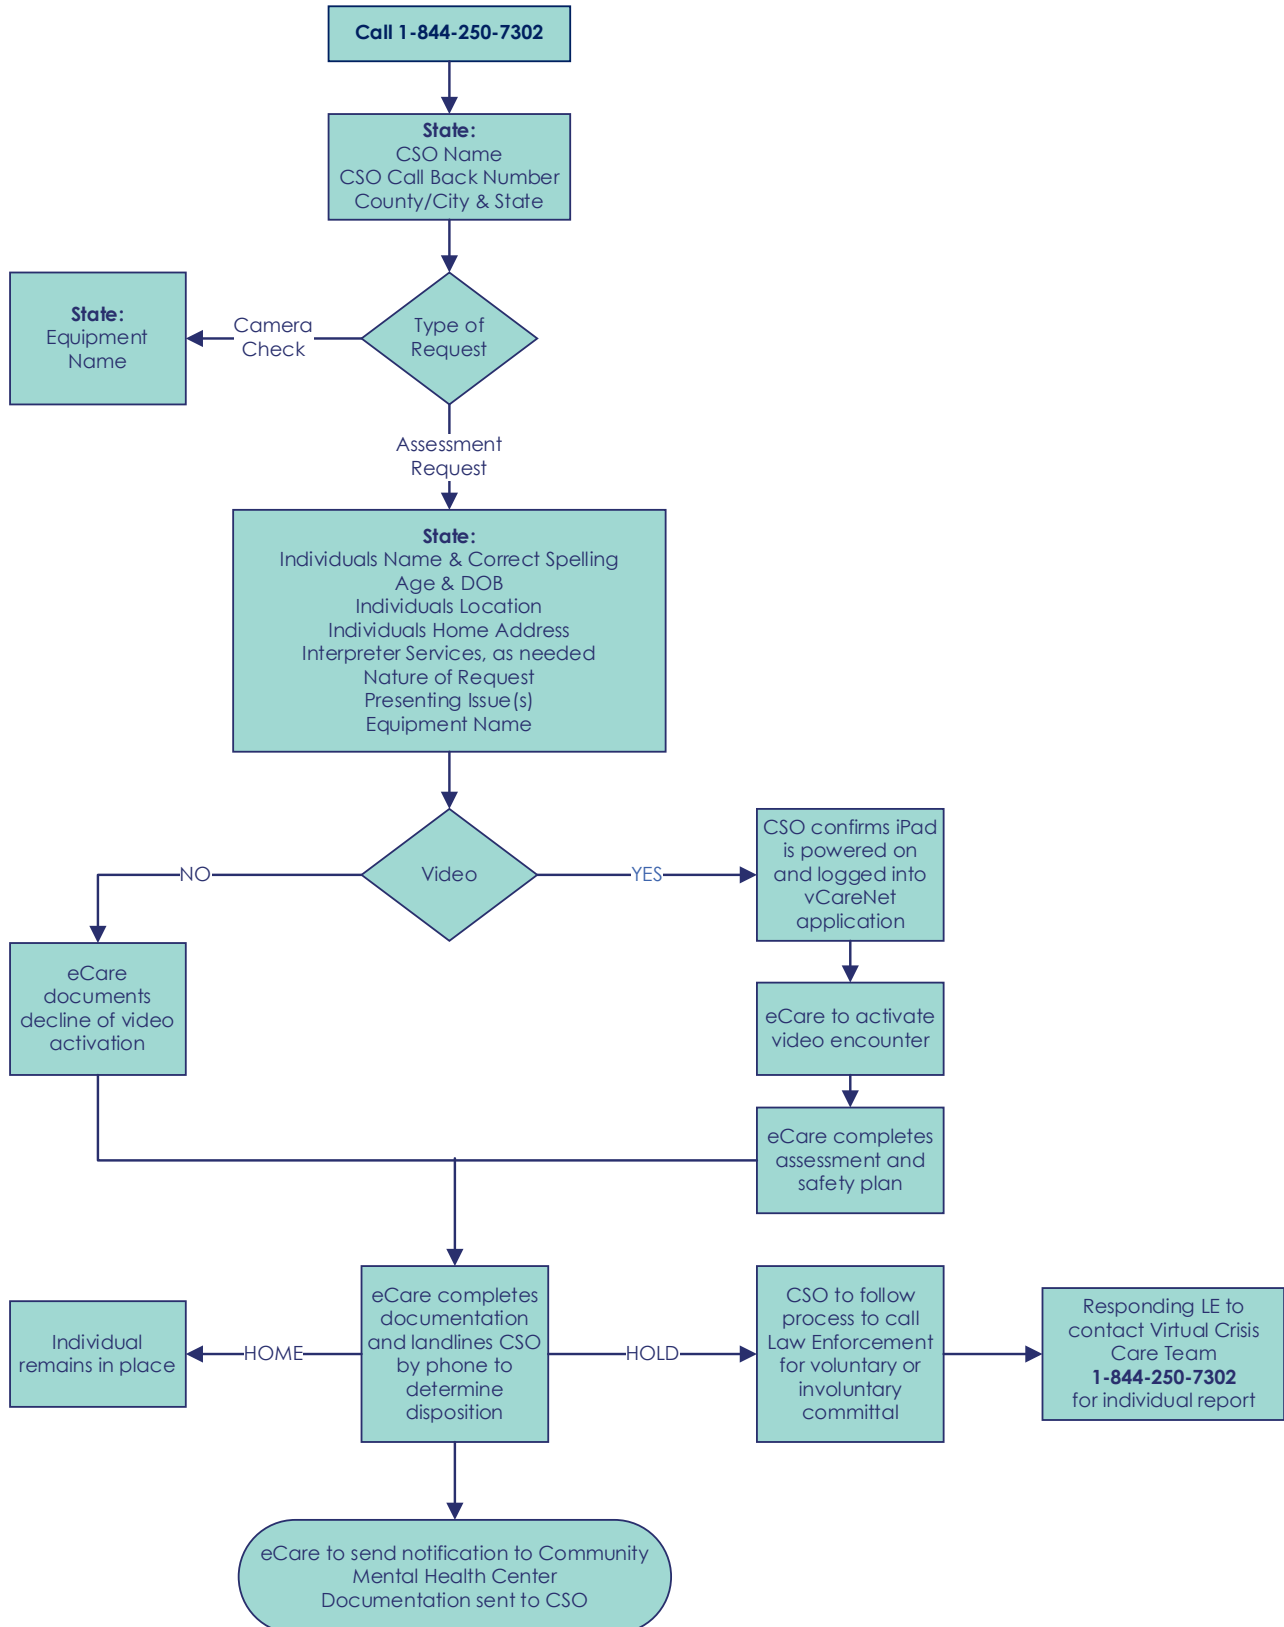 Call 1-844-250-7302
State:
CSO Name
CSO Call Back Number
County/City & State
Type of
Request
Camera
Check
State:
Equipment
Name
Assessment
Request
State:
Individuals Name & Correct Spelling
Age & DOB
Individuals Location
Individuals Home Address
Interpreter Services, as needed
Nature of Request
Presenting Issue(s)
Equipment Name
Video
NO
YES
eCare
documents
decline of video
activation
CSO confirms iPad
is powered on
and logged into
vCareNet
application
eCare to activate
video encounter
eCare completes
assessment and
safety plan
eCare completes
documentation
and landlines CSO
by phone to
determine
disposition
HOME
Individual
remains in place
HOLD
CSO to follow
process to call
Law Enforcement
for voluntary or
involuntary
committal
Responding LE to
contact Virtual Crisis
Care Team
1-844-250-7302
for individual report
eCare to send notification to Community
Mental Health Center
Documentation sent to CSO